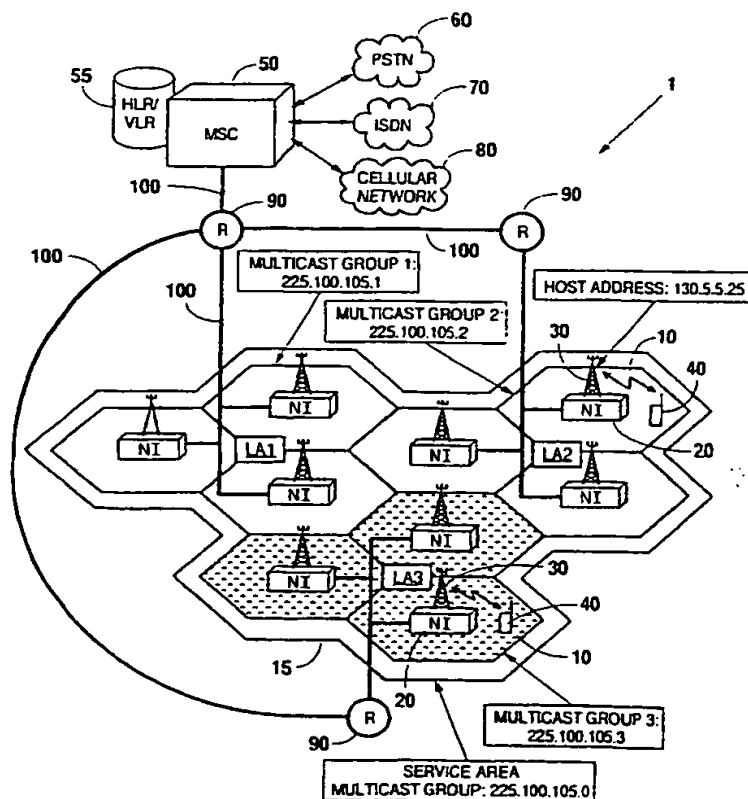 60
PSTN
50
55
HLR/
VLR
MSC
70
ISDN
1
80
CELLULAR
NETWORK
100
90
R
100
90
R
100
MULTICAST GROUP 1:
225.100.105.1
100
HOST ADDRESS: 130.5.5.25
MULTICAST GROUP 2:
225.100.105.2
30
10
40
NI
NI
20
NI
NI
LA1
LA2
NI
NI
NI
NI
LA3
30
40
NI
10
15
20
R
90
MULTICAST GROUP 3:
225.100.105.3
SERVICE AREA
MULTICAST GROUP: 225.100.105.0